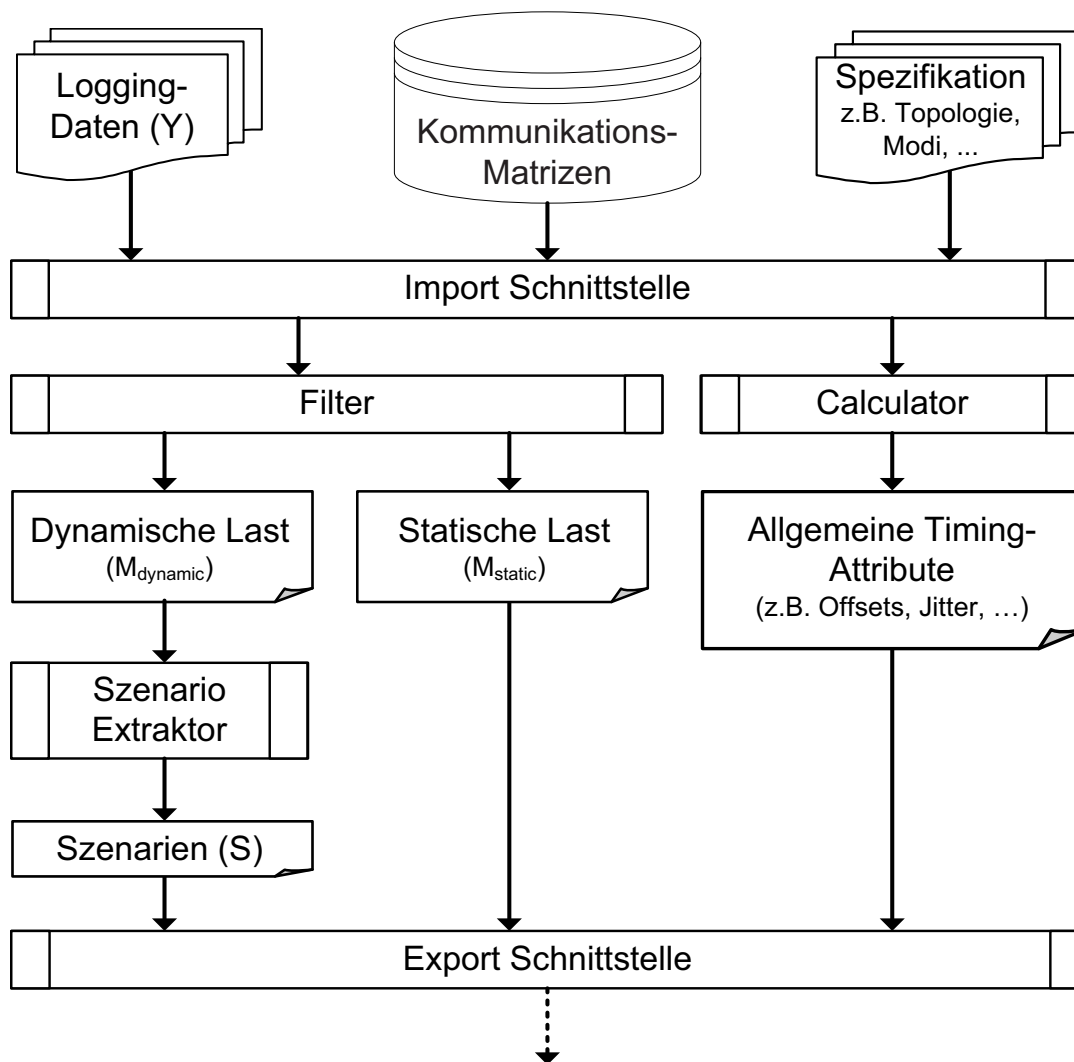 Logging-
Daten (Y)
Kommunikations-
Matrizen
Spezifikation
z.B. Topologie,
Modi, ...
Import Schnittstelle
Filter
Calculator
Dynamische Last
(Mdynamic)
Statische Last
(Mstatic)
Allgemeine Timing-
Attribute
(z.B. Offsets, Jitter, …)
Szenario
Extraktor
Szenarien (S)
Export Schnittstelle